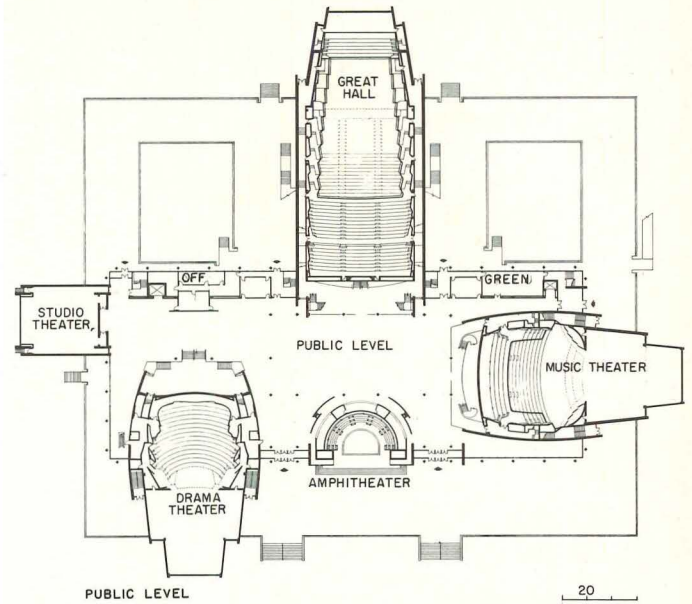 GREAT
HALL
OFF
GREEN
STUDIO
THEATER
PUBLIC LEVEL
MUSIC THEATER
AMPHITHEATER
DRAMA
THEATER
PUBLIC LEVEL
20